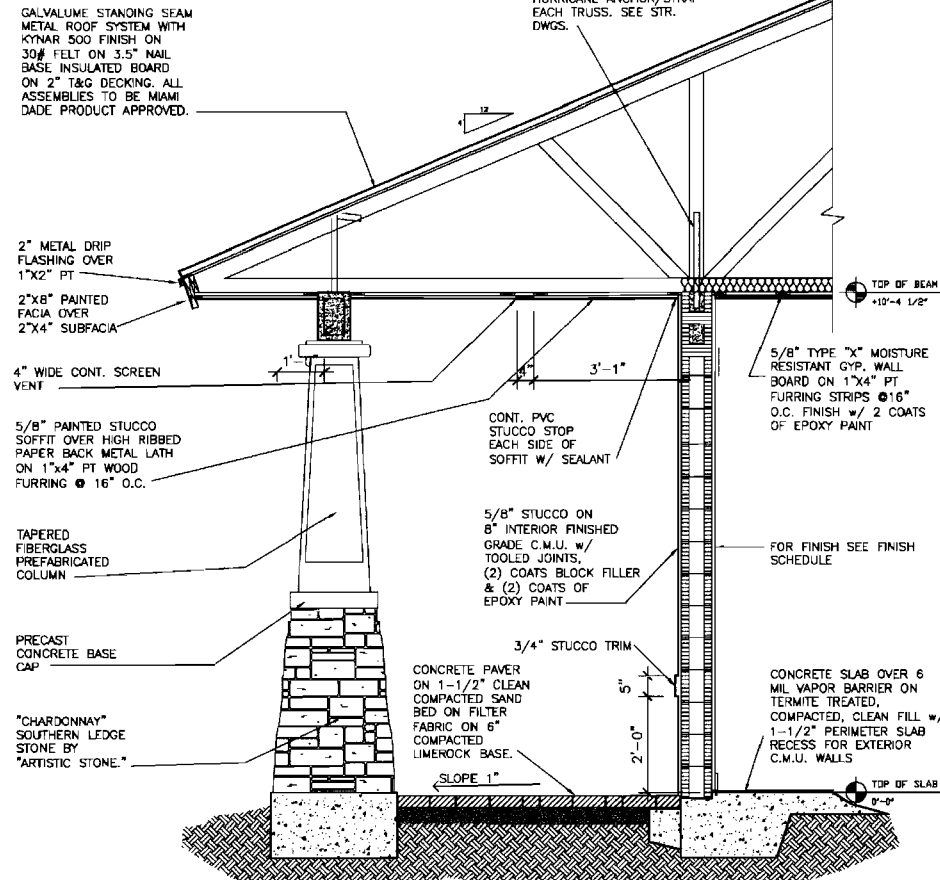 GALVALUME STANDING SEAM
METAL ROOF SYSTEM WITH
KYNAR 500 FINISH ON
30# FELT ON 3.5" NAIL
BASE INSULATED BOARD
ON 2" T&G DECKING. ALL
ASSEMBLIES TO BE MIAMI
DADE PRODUCT APPROVED.
HURRICANE ANCHOR/STRAP
EACH TRUSS. SEE STR.
DWGS.
12
4
2" METAL DRIP
FLASHING OVER
1"X2" PT
2"X8" PAINTED
FACIA OVER
2"X4" SUBFACIA
TOP OF BEAM
+10'-4 1/2"
4" WIDE CONT. SCREEN
VENT
4"
3'-1"
5/8" TYPE "X" MOISTURE
RESISTANT GYP. WALL
BOARD ON 1"X4" PT
FURRING STRIPS @16"
O.C. FINISH w/ 2 COATS
OF EPOXY PAINT
5/8" PAINTED STUCCO
SOFFIT OVER HIGH RIBBED
PAPER BACK METAL LATH
ON 1"x4" PT WOOD
FURRING @ 16" O.C.
CONT. PVC
STUCCO STOP
EACH SIDE OF
SOFFIT W/ SEALANT
5/8" STUCCO ON
8" INTERIOR FINISHED
GRADE C.M.U. w/
TOOLED JOINTS,
(2) COATS BLOCK FILLER
& (2) COATS OF
EPOXY PAINT
TAPERED
FIBERGLASS
PREFABRICATED
COLUMN
FOR FINISH SEE FINISH
SCHEDULE
PRECAST
CONCRETE BASE
CAP
3/4" STUCCO TRIM
5"
2'-0"
CONCRETE PAVER
ON 1-1/2" CLEAN
COMPACTED SAND
BED ON FILTER
FABRIC ON 6"
COMPACTED
LIMEROCK BASE.
CONCRETE SLAB OVER 6
MIL VAPOR BARRIER ON
TERMITE TREATED,
COMPACTED, CLEAN FILL w/
1-1/2" PERIMETER SLAB
RECESS FOR EXTERIOR
C.M.U. WALLS
"CHARDONNAY"
SOUTHERN LEDGE
STONE BY
"ARTISTIC STONE."
SLOPE 1"
TOP OF SLAB
0'-0"